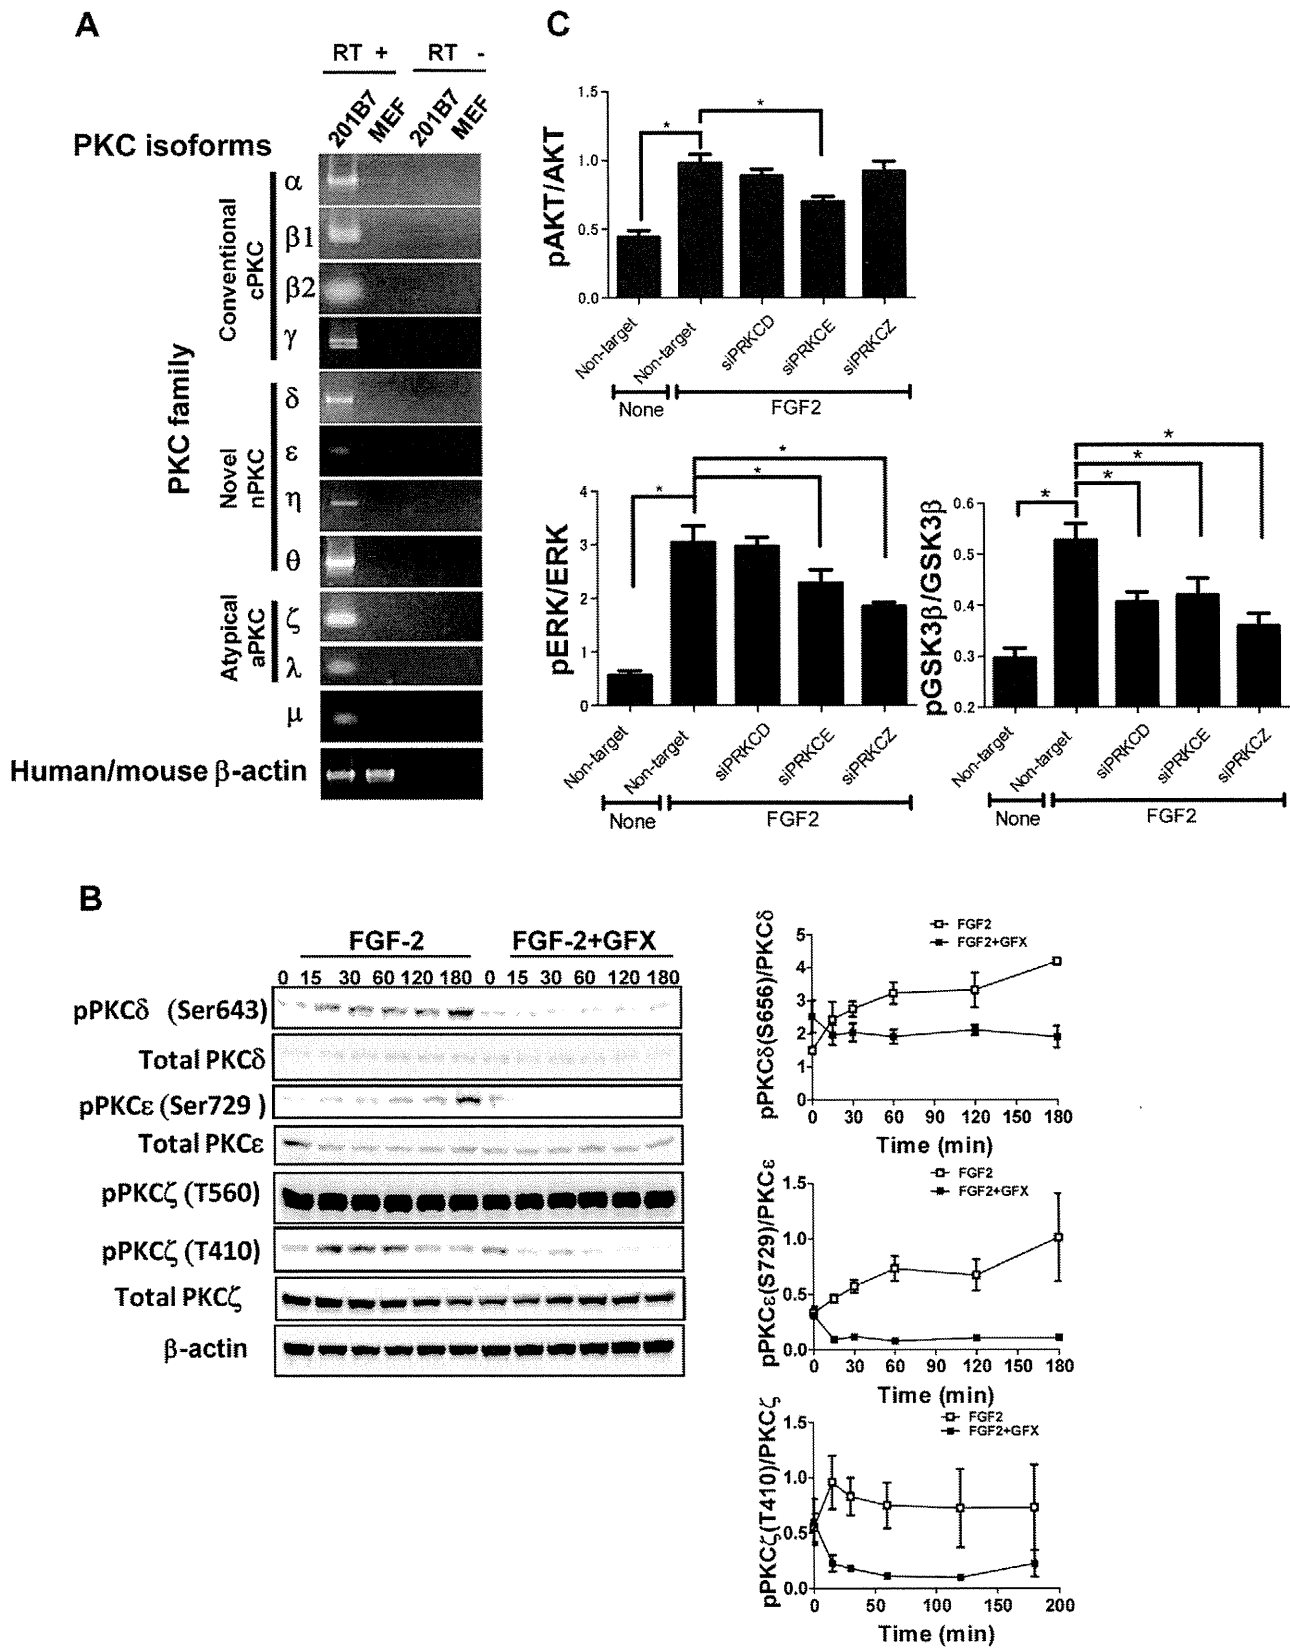 A
RT + RT -
201B7 MEF 201B7 MEF
PKC isoforms
PKC family
Conventional cPKC
α
β1
β2
γ
Novel nPKC
δ
ε
η
θ
Atypical aPKC
ζ
λ
μ
Human/mouse β-actin
C
pAKT/AKT
1.5
1.0
0.5
0.0
* *
Non-target Non-target siPRKCD siPRKCE siPRKCZ
None FGF2
pERK/ERK
4
3
2
1
0
* * *
Non-target Non-target siPRKCD siPRKCE siPRKCZ
None FGF2
pGSK3β/GSK3β
0.6
0.5
0.4
0.3
0.2
* * * *
Non-target Non-target siPRKCD siPRKCE siPRKCZ
None FGF2
B
FGF-2 FGF-2+GFX
0 15 30 60 120 180 0 15 30 60 120 180
pPKCδ (Ser643)
Total PKCδ
pPKCε (Ser729 )
Total PKCε
pPKCζ (T560)
pPKCζ (T410)
Total PKCζ
β-actin
pPKCδ(S656)/PKCδ
FGF2
FGF2+GFX
5
4
3
2
1
0
0 30 60 90 120 150 180
Time (min)
pPKCε(S729)/PKCε
FGF2
FGF2+GFX
1.5
1.0
0.5
0.0
0 30 60 90 120 150 180
Time (min)
pPKCζ(T410)/PKCζ
FGF2
FGF2+GFX
1.5
1.0
0.5
0.0
0 50 100 150 200
Time (min)